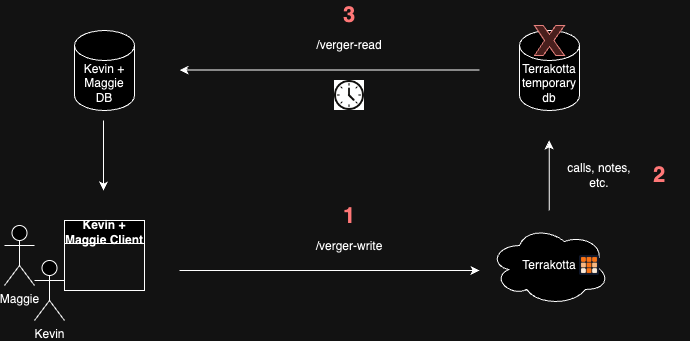 3
/verger-read
Kevin +
Maggie
DB
X
Terrakotta
temporary
db
calls, notes,
etc.
2
1
/verger-write
Kevin +
Maggie Client
Terrakotta
Maggie
Kevin